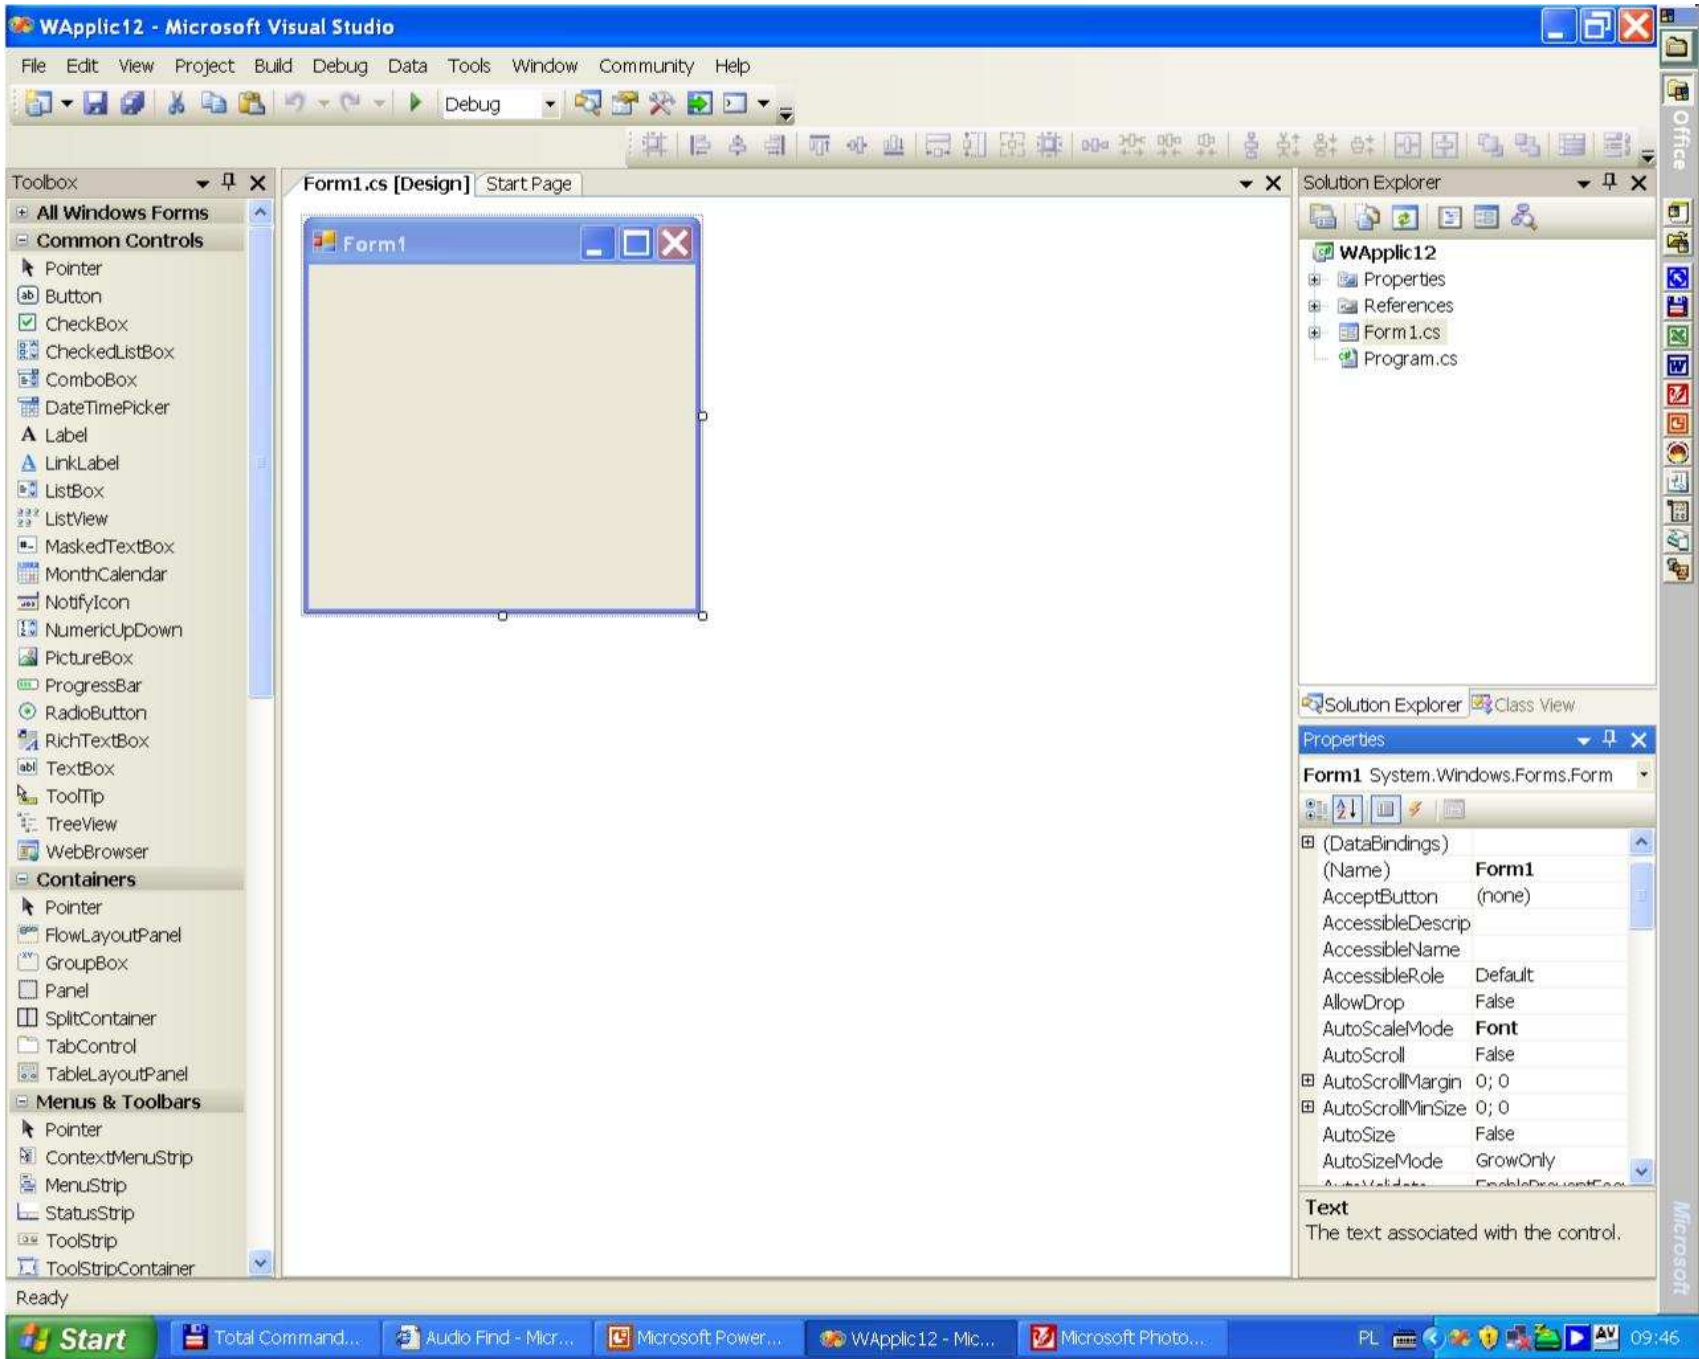 WApplic12 - Microsoft Visual Studio
File Edit View Project Build Debug Data Tools Window Community Help
Debug
Office
Toolbox
Form1.cs [Design] Start Page
Solution Explorer
All Windows Forms
Common Controls
Pointer
Button
CheckBox
CheckedListBox
ComboBox
DateTimePicker
A Label
A LinkLabel
ListBox
ListView
MaskedTextBox
MonthCalendar
NotifyIcon
NumericUpDown
PictureBox
ProgressBar
RadioButton
RichTextBox
TextBox
ToolTip
TreeView
WebBrowser
Containers
Pointer
FlowLayoutPanel
GroupBox
Panel
SplitContainer
TabControl
TableLayoutPanel
Menus & Toolbars
Pointer
ContextMenuStrip
MenuStrip
StatusStrip
ToolStrip
ToolStripContainer
Form1
WApplic12
Properties
References
Form1.cs
Program.cs
Solution Explorer Class View
Properties
Form1 System.Windows.Forms.Form
(DataBindings)
(Name) Form1
AcceptButton (none)
AccessibleDescrip
AccessibleName
AccessibleRole Default
AllowDrop False
AutoScaleMode Font
AutoScroll False
AutoScrollMargin 0; 0
AutoScrollMinSize 0; 0
AutoSize False
AutoSizeMode GrowOnly
Text
The text associated with the control.
Microsoft
Ready
Start Total Command... Audio Find - Micr... Microsoft Power... WApplic12 - Mic... Microsoft Photo... PL AV 09:46